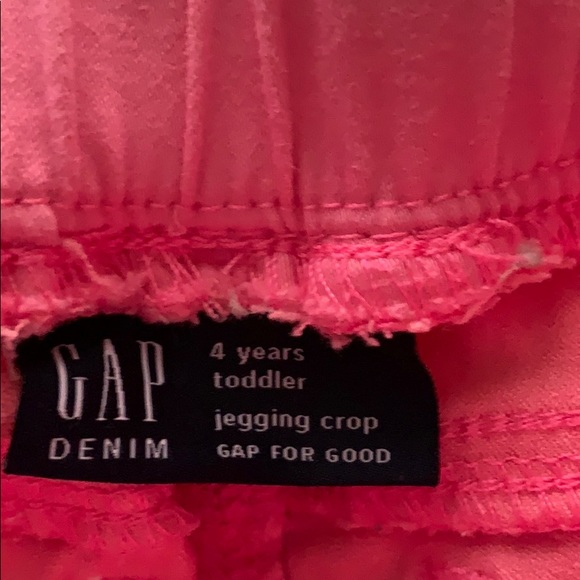 GAP
DENIM
4 years
toddler
jegging crop
GAP FOR GOOD